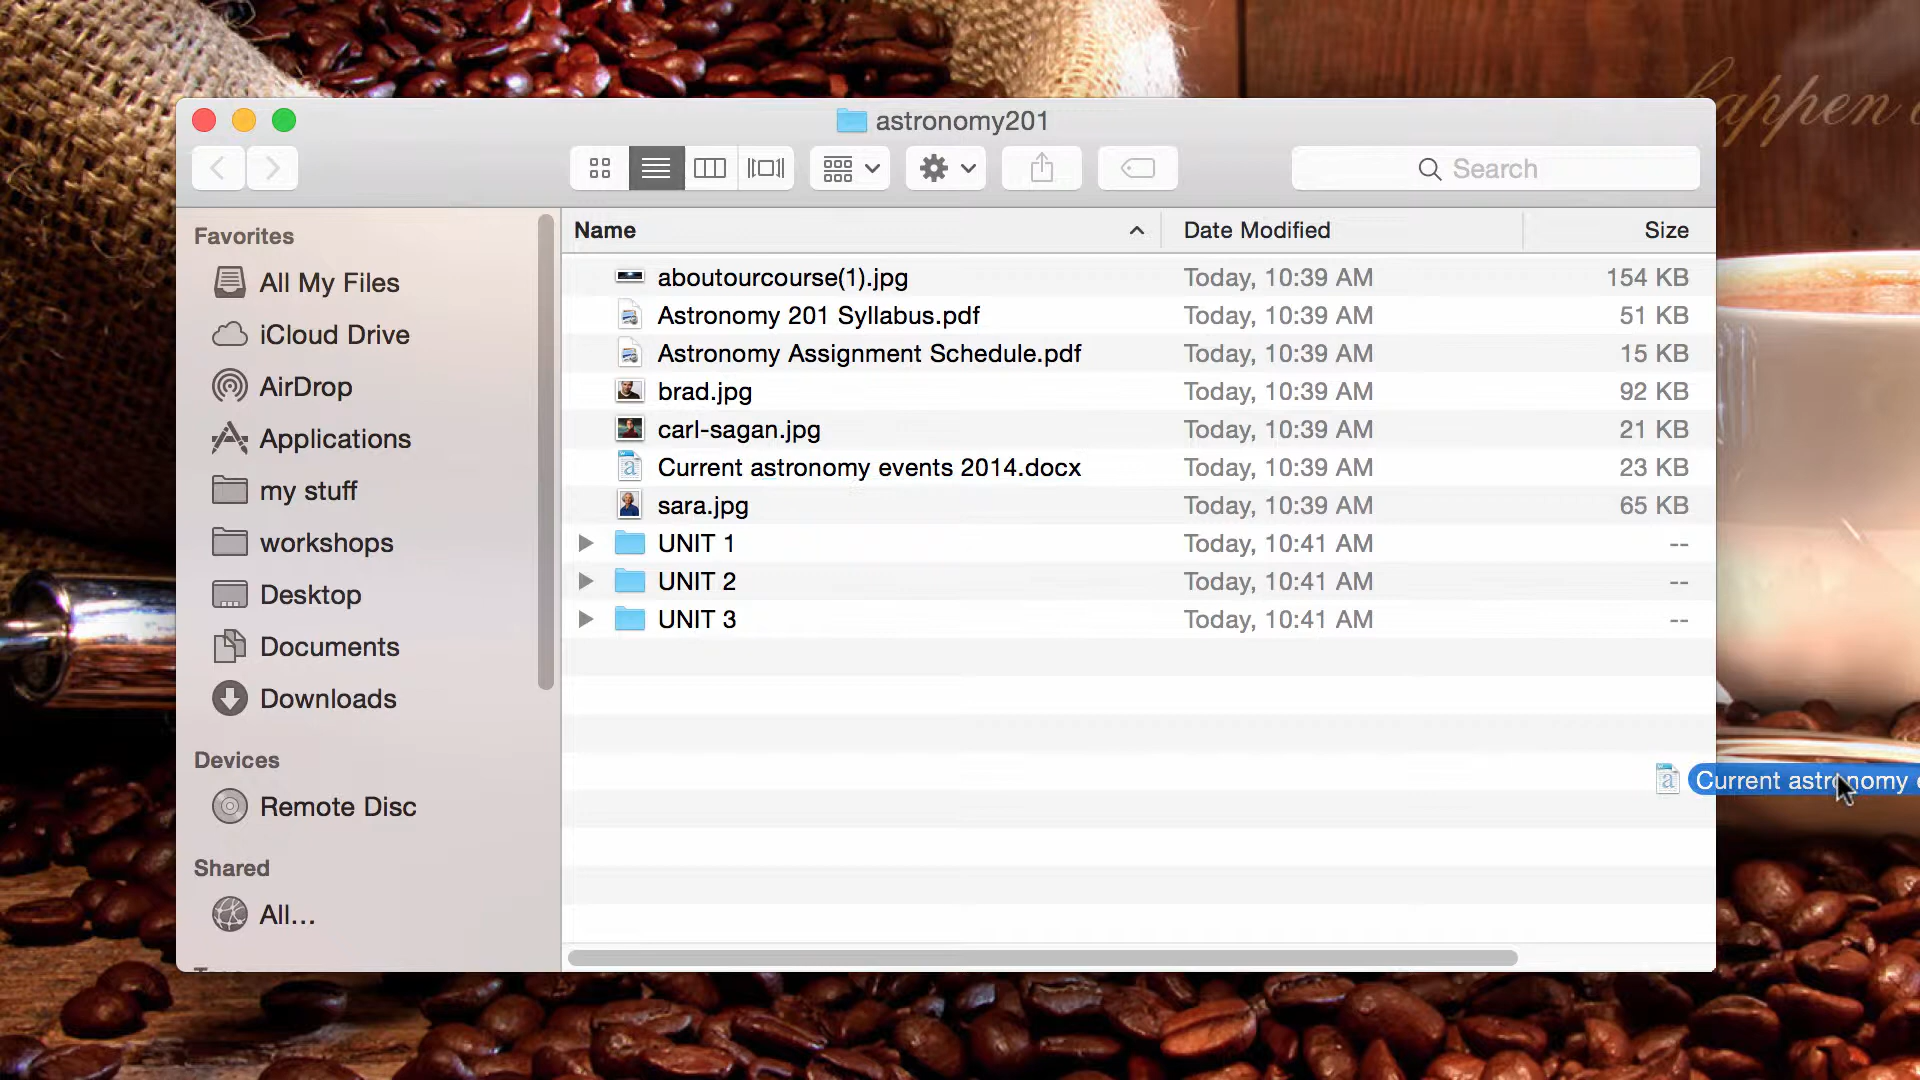 happen
astronomy201
Search
Favorites
All My Files
iCloud Drive
AirDrop
Applications
my stuff
workshops
Desktop
Documents
Downloads
Devices
Remote Disc
Shared
All...
Name Date Modified Size
aboutourcourse(1).jpg Today, 10:39 AM 154 KB
Astronomy 201 Syllabus.pdf Today, 10:39 AM 51 KB
Astronomy Assignment Schedule.pdf Today, 10:39 AM 15 KB
brad.jpg Today, 10:39 AM 92 KB
carl-sagan.jpg Today, 10:39 AM 21 KB
Current astronomy events 2014.docx Today, 10:39 AM 23 KB
sara.jpg Today, 10:39 AM 65 KB
UNIT 1 Today, 10:41 AM --
UNIT 2 Today, 10:41 AM --
UNIT 3 Today, 10:41 AM --
Current astronomy